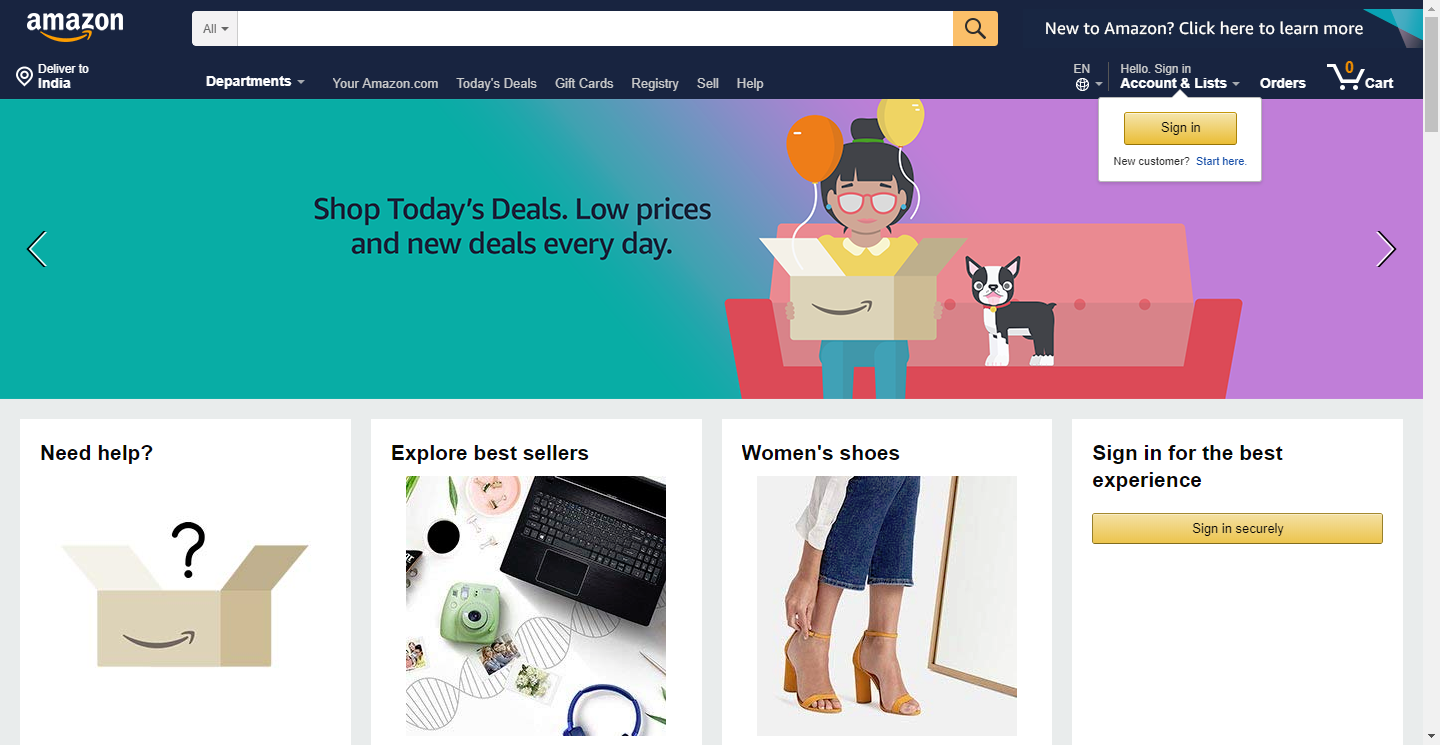 amazon
All
New to Amazon? Click here to learn more
Deliver to
India
Departments
Your Amazon.com
Today's Deals
Gift Cards
Registry
Sell
Help
EN
Hello. Sign in
Account & Lists
Orders
0
Cart
Sign in
New customer? Start here.
Shop Today's Deals. Low prices
and new deals every day.
Need help?
?
Explore best sellers
Women's shoes
Sign in for the best
experience
Sign in securely